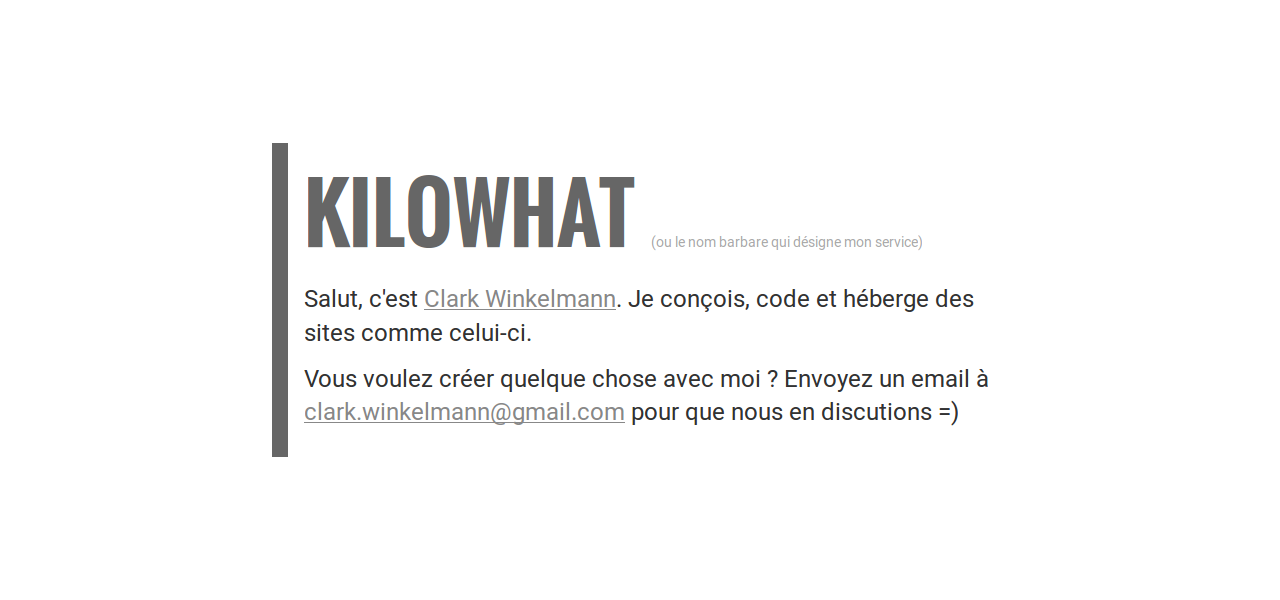 KILOWHAT (ou le nom barbare qui désigne mon service)
Salut, c'est Clark Winkelmann. Je conçois, code et héberge des
sites comme celui-ci.
Vous voulez créer quelque chose avec moi ? Envoyez un email à
clark.winkelmann@gmail.com pour que nous en discutions =)